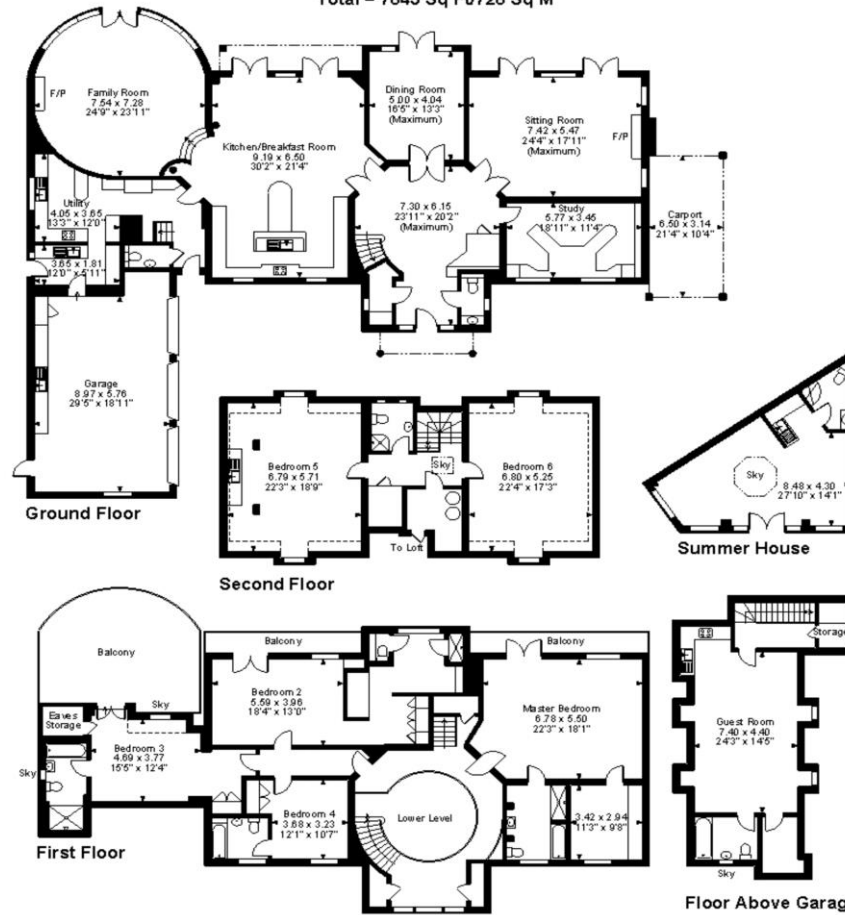 Total = 7843 Sq Ft/728 Sq M
Family Room
7.54 x 7.28
24'9" x 23'11"
F/P
Kitchen/Breakfast Room
9.19 x 6.50
30'2" x 21'4"
Dining Room
5.00 x 4.04
16'5" x 13'3"
(Maximum)
Sitting Room
7.42 x 5.47
24'4" x 17'11"
(Maximum)
F/P
Utility
4.05 x 3.65
13'3" x 12'0"
3.65 x 1.81
12'0" x 5'11"
7.30 x 6.15
23'11" x 20'2"
(Maximum)
Study
5.77 x 3.45
18'11" x 11'4"
Carport
6.50 x 3.14
21'4" x 10'4"
Garage
8.97 x 5.76
29'5" x 18'11"
Ground Floor
Bedroom 5
6.79 x 5.71
22'3" x 18'9"
Sky
Bedroom 6
6.80 x 5.25
22'4" x 17'3"
To Loft
Second Floor
Sky
8.48 x 4.30
27'10" x 14'1"
Summer House
Balcony
Balcony
Balcony
Sky
Eaves
Storage
Bedroom 2
5.59 x 3.96
18'4" x 13'0"
Master Bedroom
6.78 x 5.50
22'3" x 18'1"
Bedroom 3
4.69 x 3.77
15'5" x 12'4"
Sky
Bedroom 4
3.68 x 3.23
12'1" x 10'7"
Lower Level
3.42 x 2.94
11'3" x 9'8"
First Floor
Storage
Guest Room
7.40 x 4.40
24'3" x 14'5"
Sky
Floor Above Garag